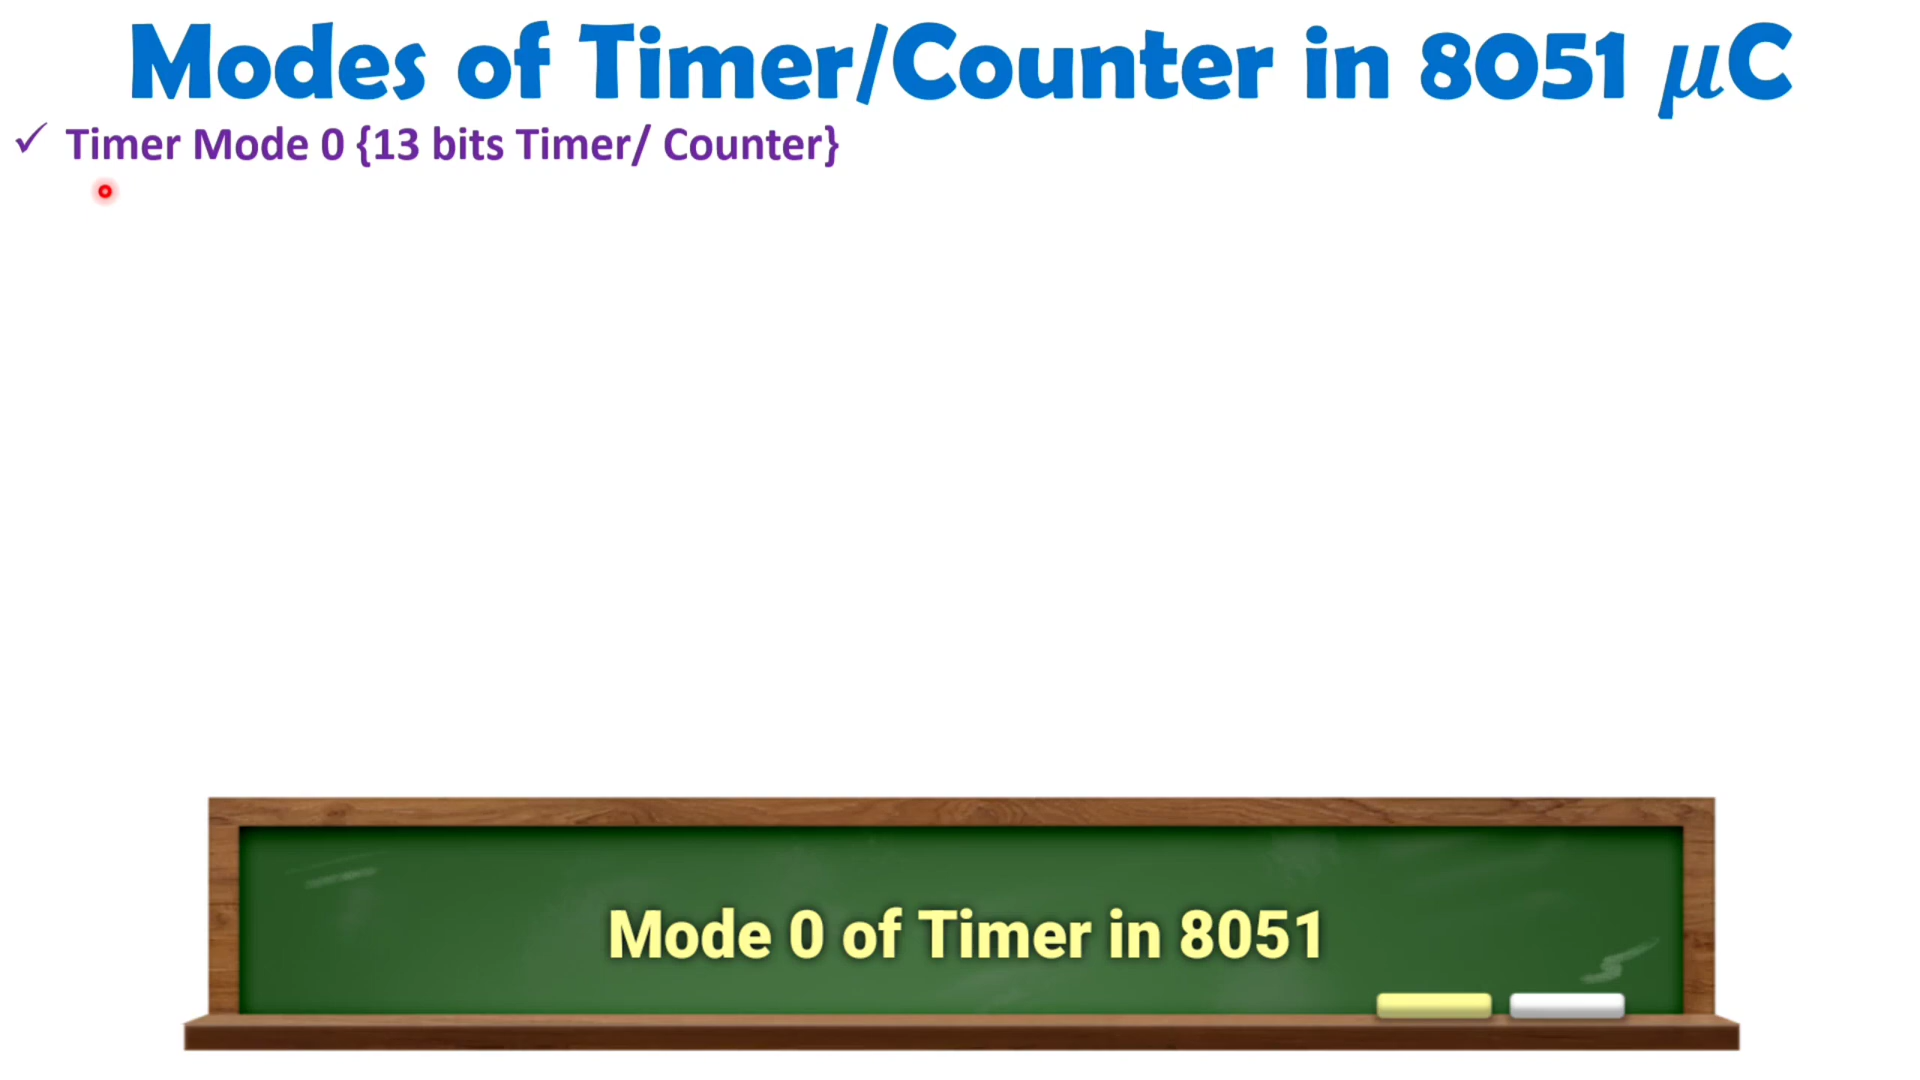 Modes of Timer/Counter in 8051 𝜇C
✓ Timer Mode 0 {13 bits Timer/ Counter}
Mode 0 of Timer in 8051